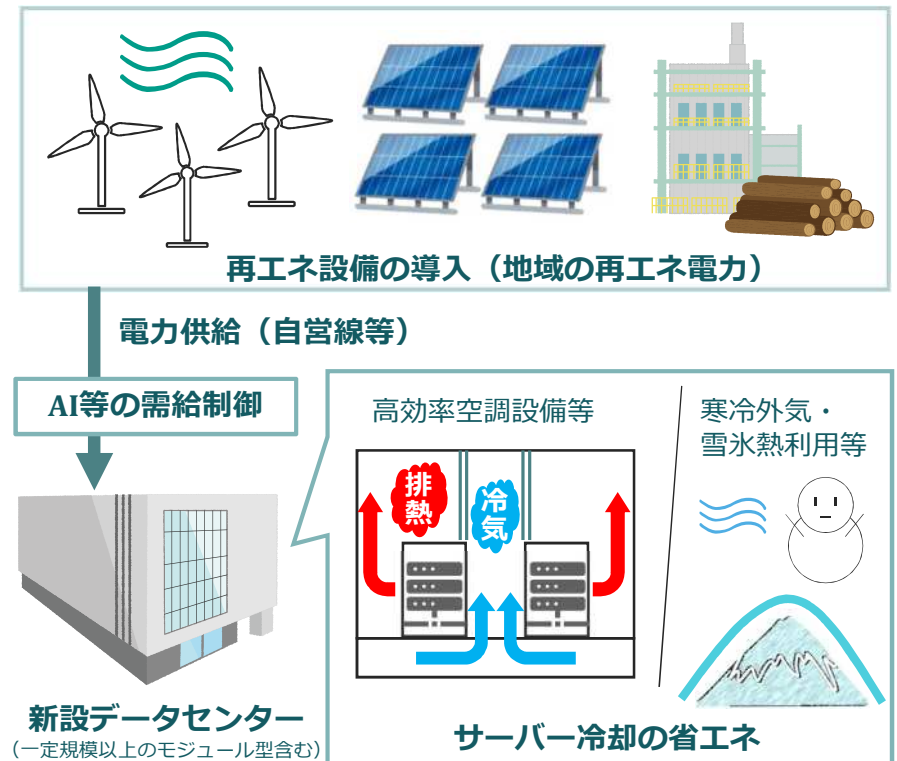 再エネ設備の導入（地域の再エネ電力）
電力供給（自営線等）
AI等の需給制御
高効率空調設備等
寒冷外気・
雪氷熱利用等
排熱
冷気
新設データセンター
（一定規模以上のモジュール型含む）
サーバー冷却の省エネ